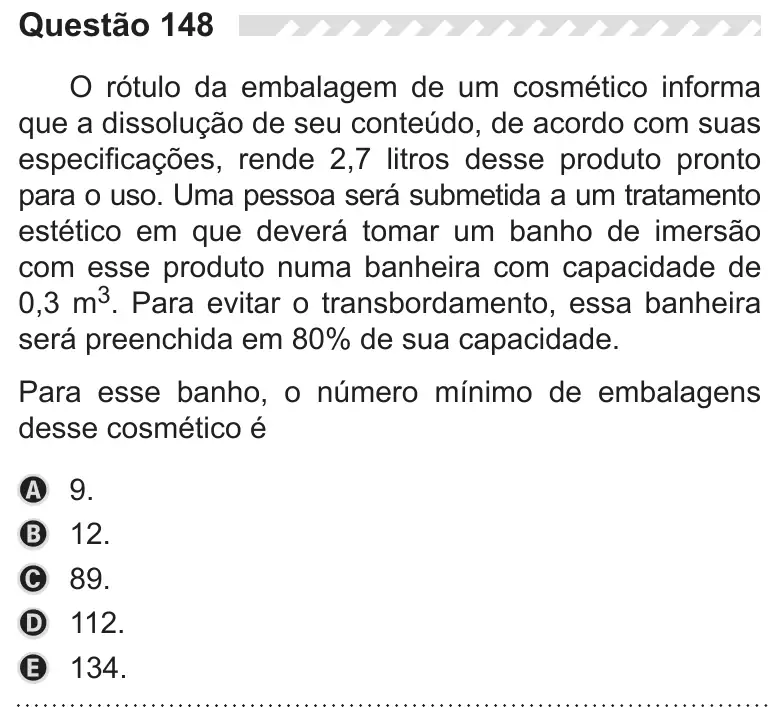 Questão 148
O rótulo da embalagem de um cosmético informa
que a dissolução de seu conteúdo, de acordo com suas
especificações, rende 2,7 litros desse produto pronto
para o uso. Uma pessoa será submetida a um tratamento
estético em que deverá tomar um banho de imersão
com esse produto numa banheira com capacidade de
0,3 m³. Para evitar o transbordamento, essa banheira
será preenchida em 80% de sua capacidade.
Para esse banho, o número mínimo de embalagens
desse cosmético é
A 9.
B 12.
C 89.
D 112.
E 134.